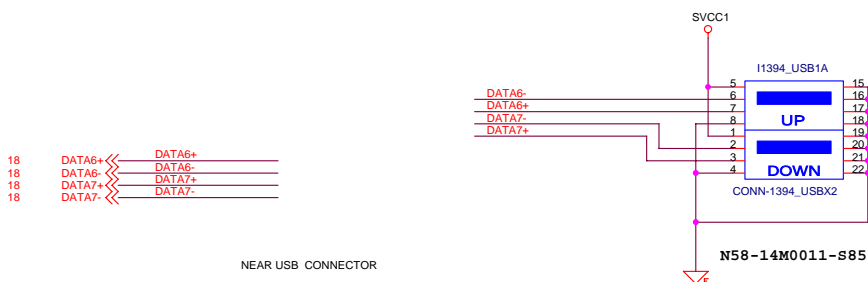 SVCC1
I1394_USB1A
DATA6- 5 15
DATA6+ 6 16
DATA7- 7 17
DATA7+ 8 UP 18
1 19
2 20
3 21
4 DOWN 22
CONN-1394_USBX2
18 DATA6+ DATA6+
18 DATA6- DATA6-
18 DATA7+ DATA7+
18 DATA7- DATA7-
NEAR USB CONNECTOR
N58-14M0011-S85